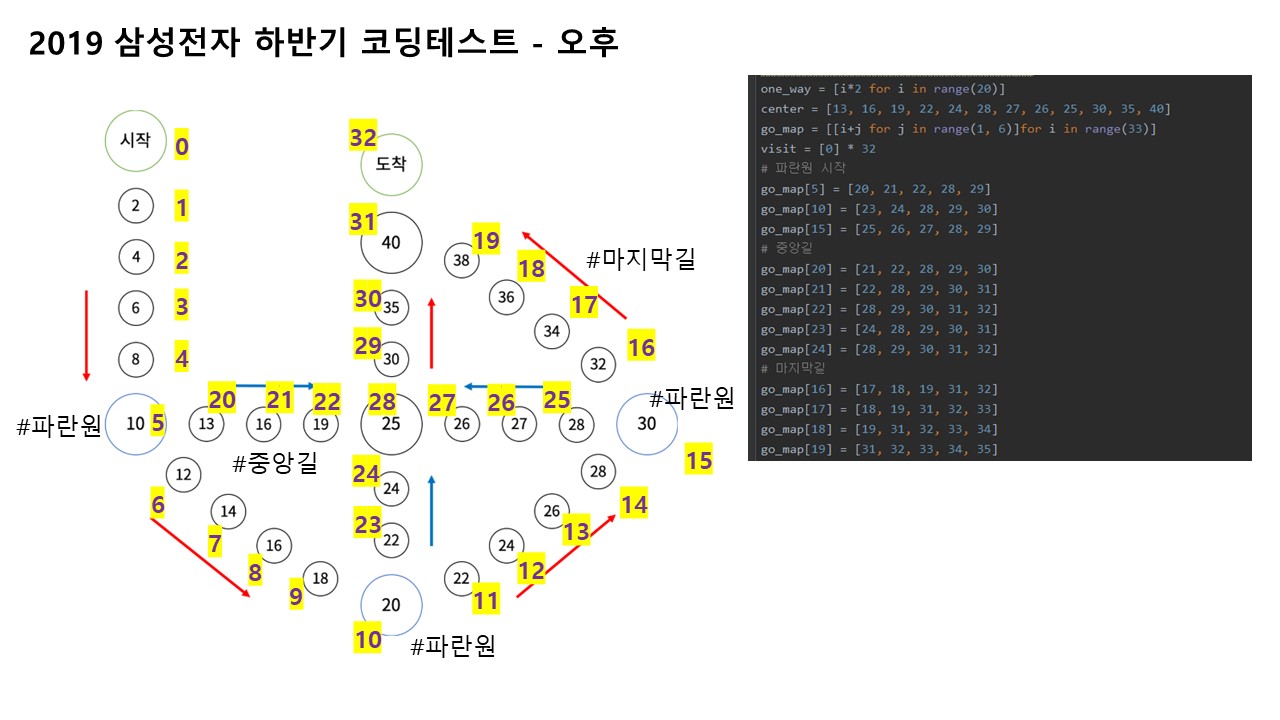 2019 삼성전자 하반기 코딩테스트 - 오후
one_way = [i*2 for i in range(20)]
center = [13, 16, 19, 22, 24, 28, 27, 26, 25, 30, 35, 40]
go_map = [[i+j for j in range(1, 6)]for i in range(33)]
visit = [0] * 32
# 파란원 시작
go_map[5] = [20, 21, 22, 28, 29]
go_map[10] = [23, 24, 28, 29, 30]
go_map[15] = [25, 26, 27, 28, 29]
# 중앙길
go_map[20] = [21, 22, 28, 29, 30]
go_map[21] = [22, 28, 29, 30, 31]
go_map[22] = [28, 29, 30, 31, 32]
go_map[23] = [24, 28, 29, 30, 31]
go_map[24] = [28, 29, 30, 31, 32]
# 마지막길
go_map[16] = [17, 18, 19, 31, 32]
go_map[17] = [18, 19, 31, 32, 33]
go_map[18] = [19, 31, 32, 33, 34]
go_map[19] = [31, 32, 33, 34, 35]
시작 0
32
도착
2 1
31
40
38 19
4 2
18
#마지막길
6 3
30 35
36
17
34
8 4
29 30
16
32
#파란원
10 5
20
13
21
16
22
19
28
25
27
26
26
27
25
28
30
#파란원
15
#중앙길
12
6
24
24
28
14
14
7
23
22
26
13
16
8
24
12
18
9
22
11
20
10
#파란원